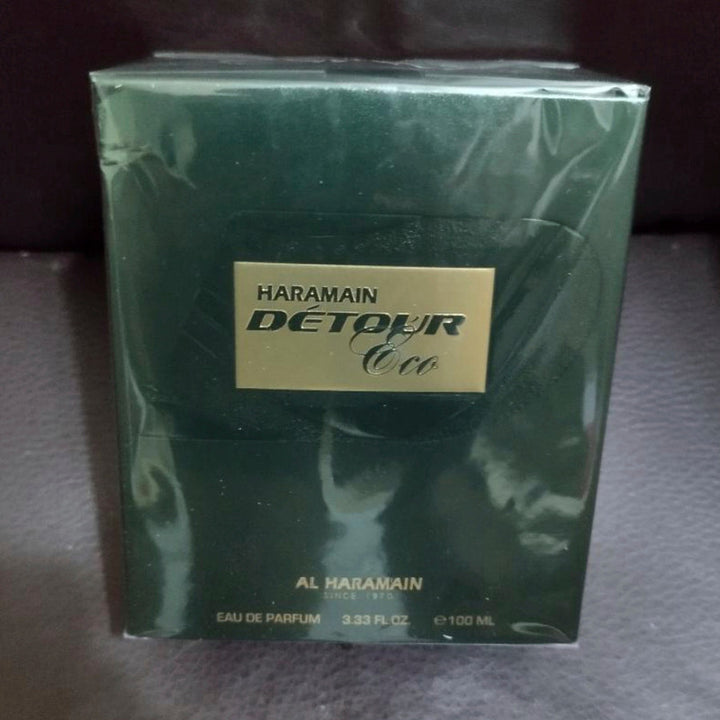 HARAMAIN
DÉTOUR
Eco
AL HARAMAIN
SINCE 1970
EAU DE PARFUM 3.33 FL OZ. ℮100 ML